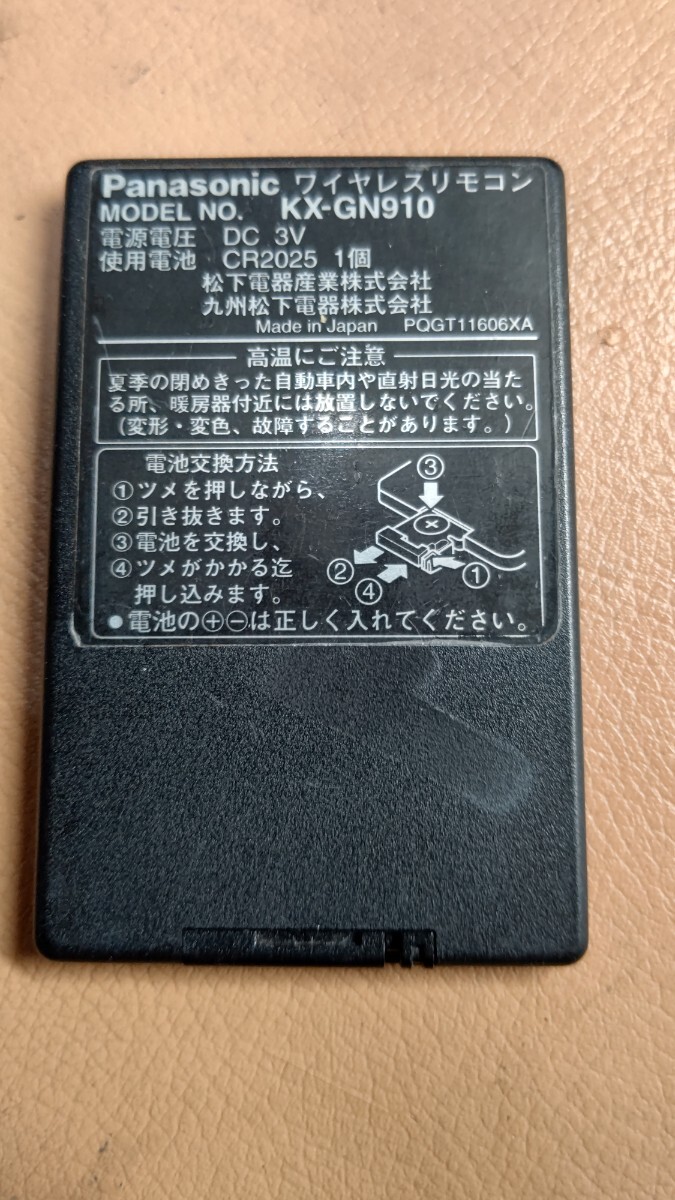 Panasonic ワイヤレスリモコン
MODEL NO. KX-GN910
電源電圧 DC 3V
使用電池 CR2025 1個
松下電器産業株式会社
九州松下電器株式会社
Made in Japan PQGT11606XA
高温にご注意
夏季の閉めきった自動車内や直射日光の当た
る所、暖房器付近には放置しないでください。
(変形・変色、故障することがあります。)
電池交換方法
①ツメを押しながら、
②引き抜きます。
③電池を交換し、
④ツメがかかる迄
押し込みます。
③
+
②
④
①
●電池の⊕⊖は正しく入れてください。